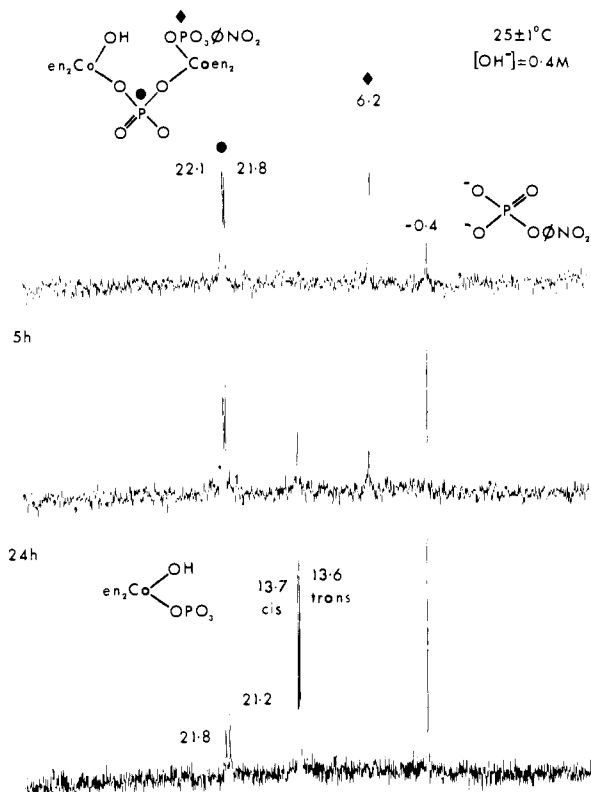 OH
OPO₃ØNO₂
en₂Co
Coen₂
O
O
P
O
O
25±1°C
[OH⁻]=0·4M
6·2
22·1
21·8
-0·4
⁻O
O
P
⁻O
OØNO₂
5h
24h
en₂Co
OH
OPO₃
13·7
cis
13·6
trans
21·2
21·8